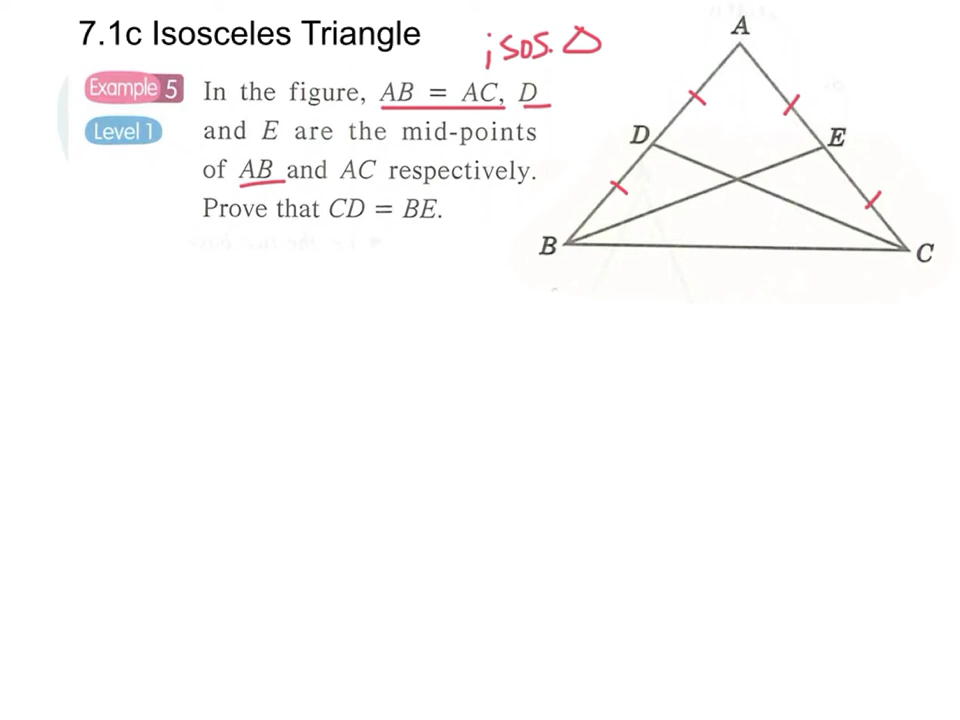 7.1c Isosceles Triangle
isos. Δ
Example 5
Level 1
In the figure, AB = AC, D
and E are the mid-points
of AB and AC respectively.
Prove that CD = BE.
A
D
E
B
C